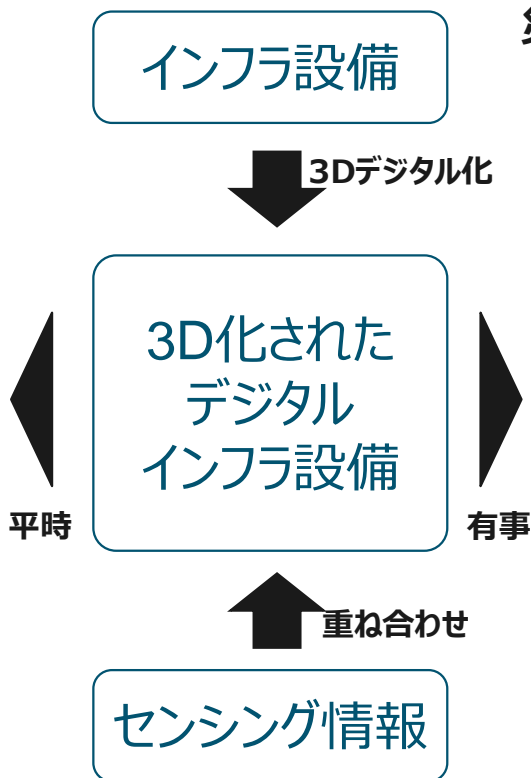 インフラ設備
3Dデジタル化
3D化された
デジタル
インフラ設備
平時
有事
重ね合わせ
センシング情報